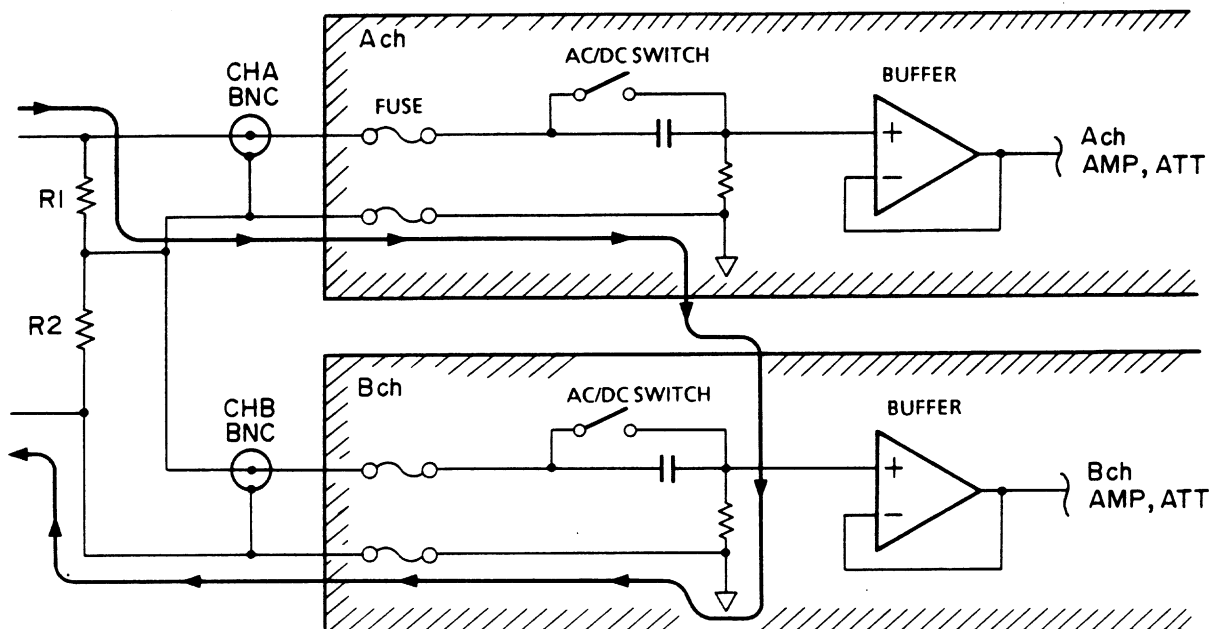 Ach
AC/DC SWITCH
BUFFER
CHA
BNC
FUSE
+
−
Ach
AMP, ATT
R1
R2
Bch
AC/DC SWITCH
BUFFER
CHB
BNC
+
−
Bch
AMP, ATT